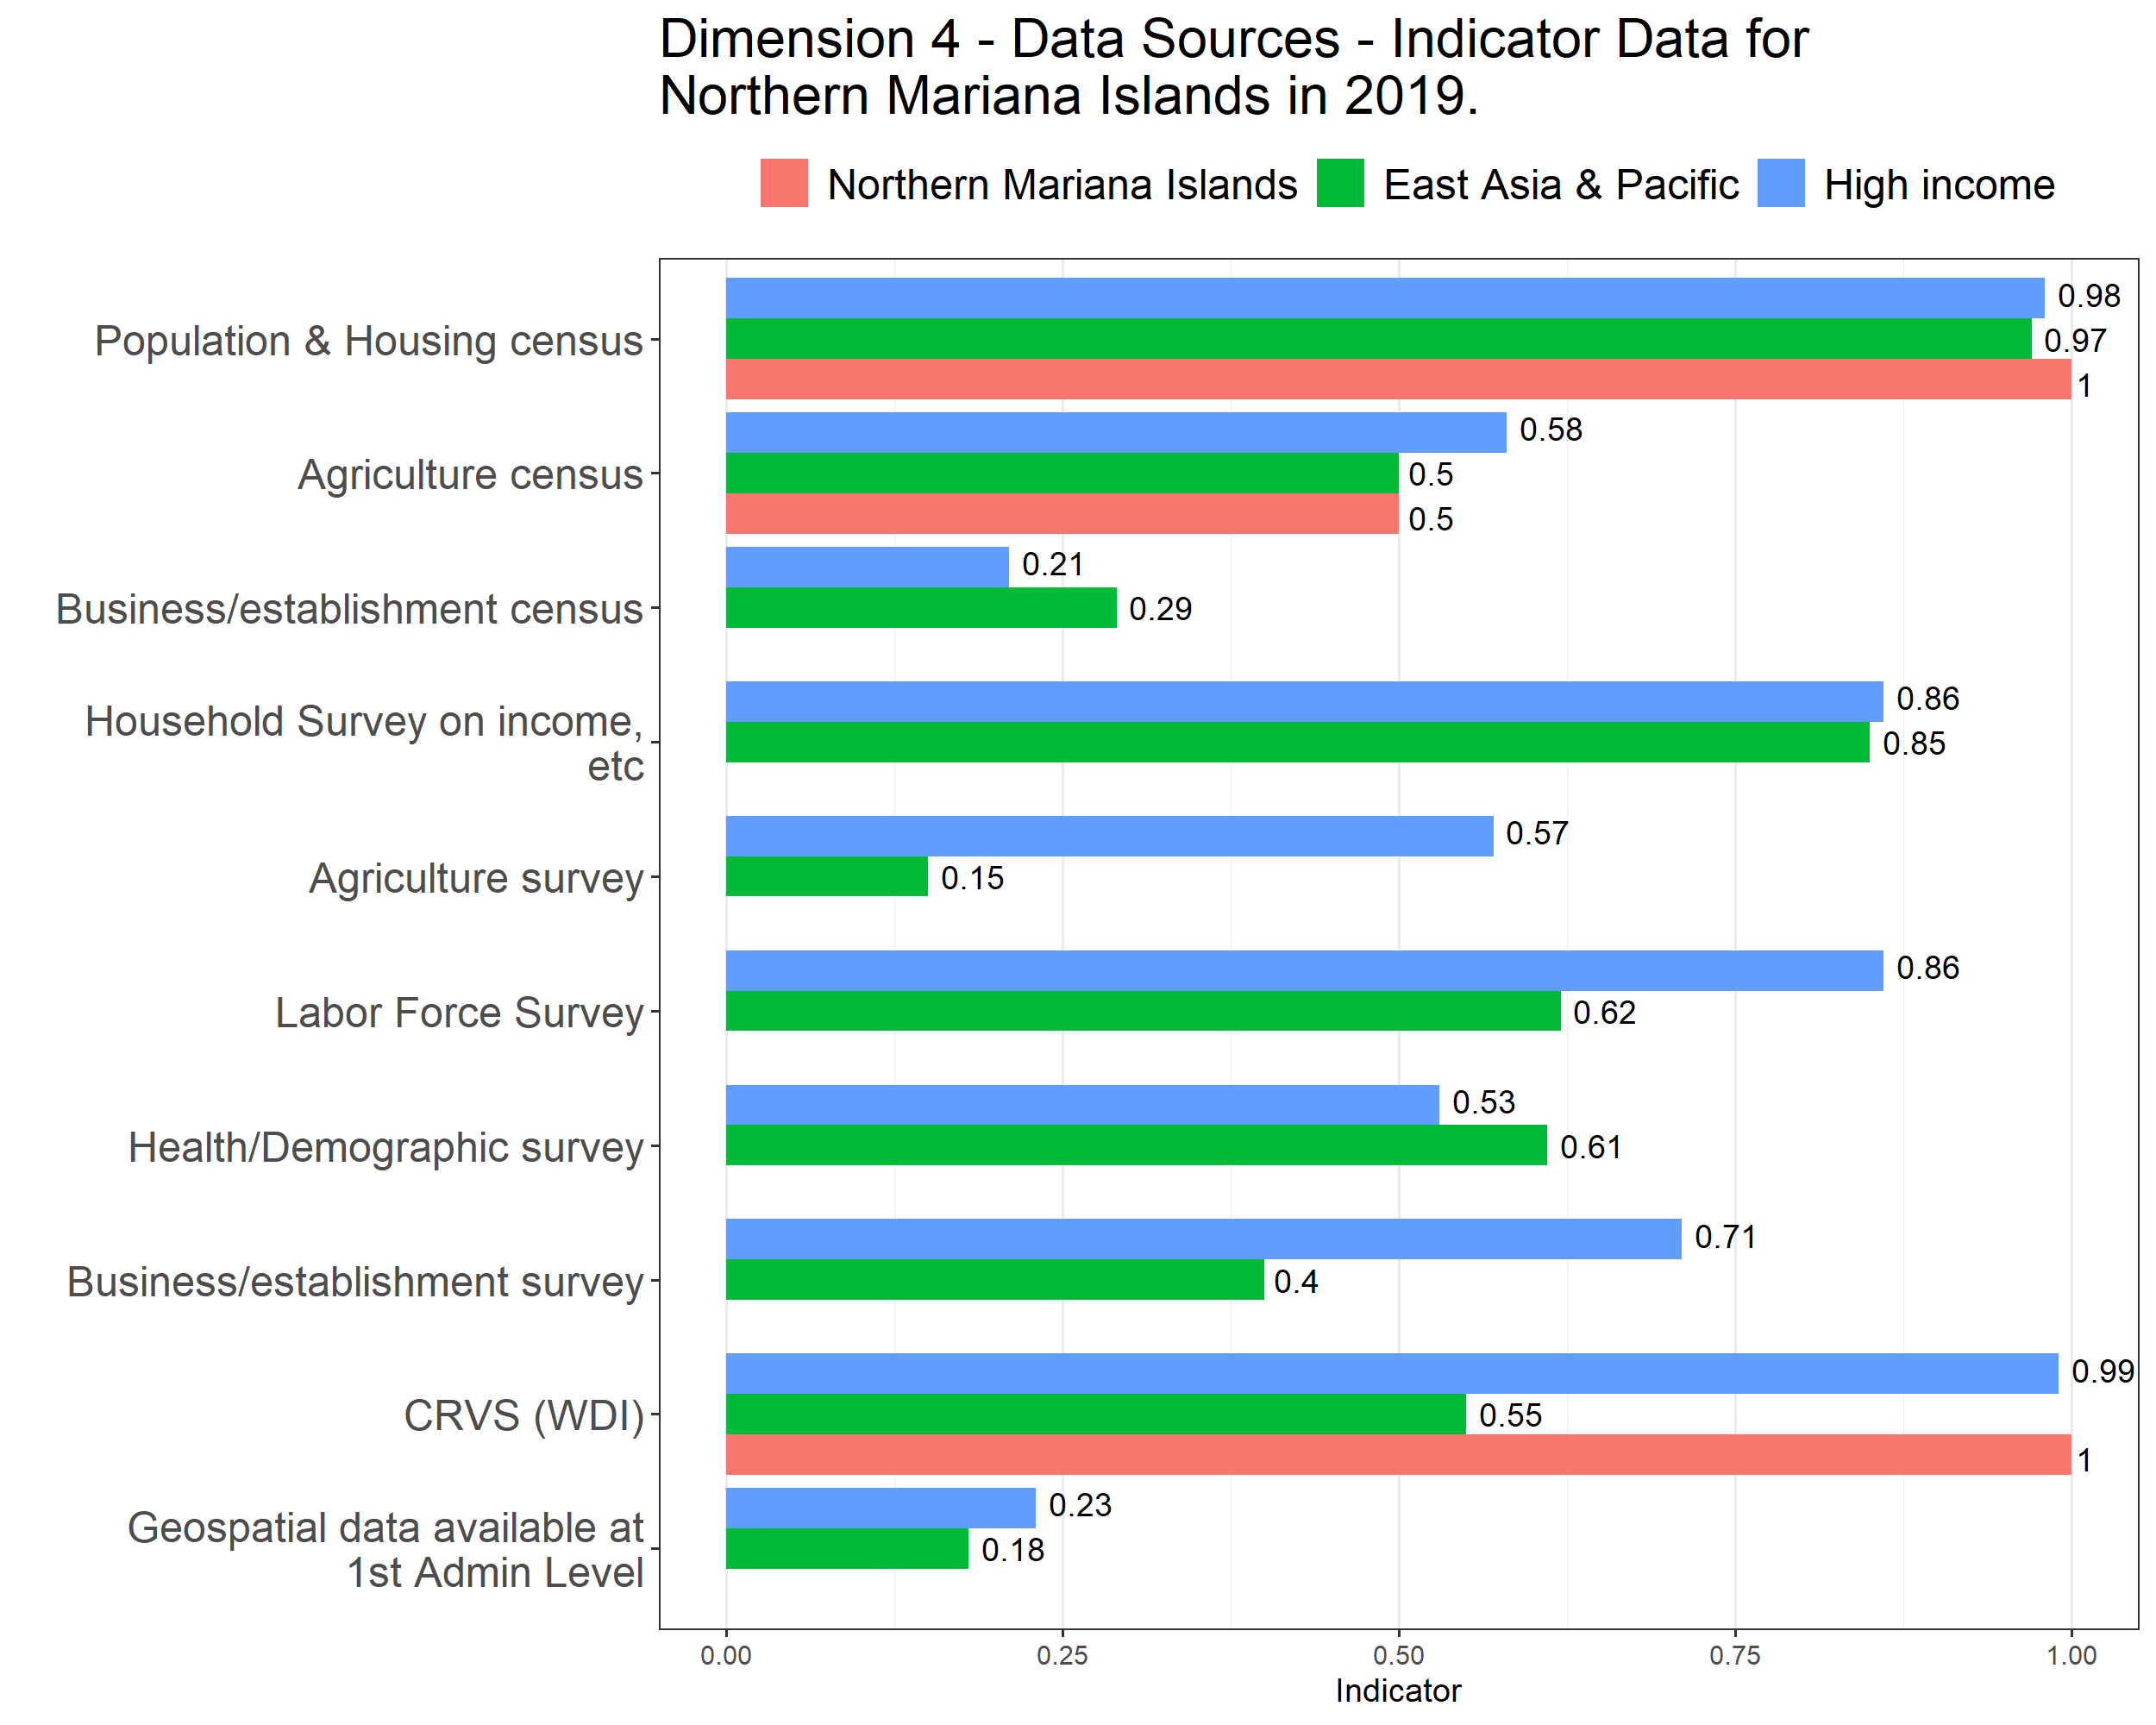 Dimension 4 - Data Sources - Indicator Data for
Northern Mariana Islands in 2019.
Northern Mariana Islands
East Asia & Pacific
High income
Population & Housing census
0.98
0.97
1
Agriculture census
0.58
0.5
0.5
Business/establishment census
0.21
0.29
Household Survey on income,
etc
0.86
0.85
Agriculture survey
0.57
0.15
Labor Force Survey
0.86
0.62
Health/Demographic survey
0.53
0.61
Business/establishment survey
0.71
0.4
CRVS (WDI)
0.99
0.55
1
Geospatial data available at
1st Admin Level
0.23
0.18
0.00
0.25
0.50
0.75
1.00
Indicator